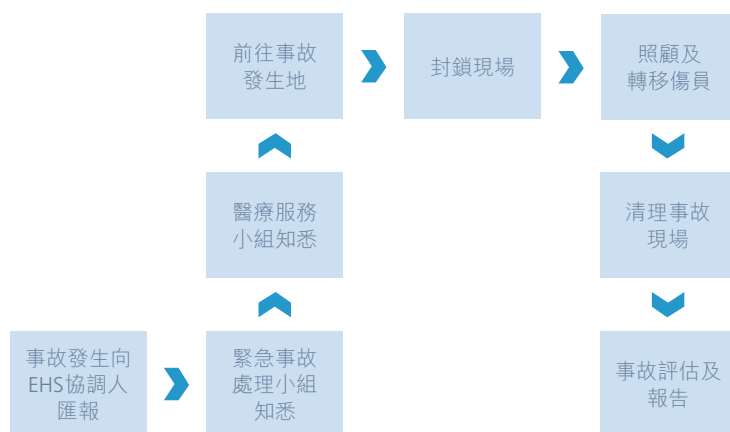 前往事故
發生地
封鎖現場
照顧及
轉移傷員
醫療服務
小組知悉
清理事故
現場
事故發生向
EHS協調人
匯報
緊急事故
處理小組
知悉
事故評估及
報告